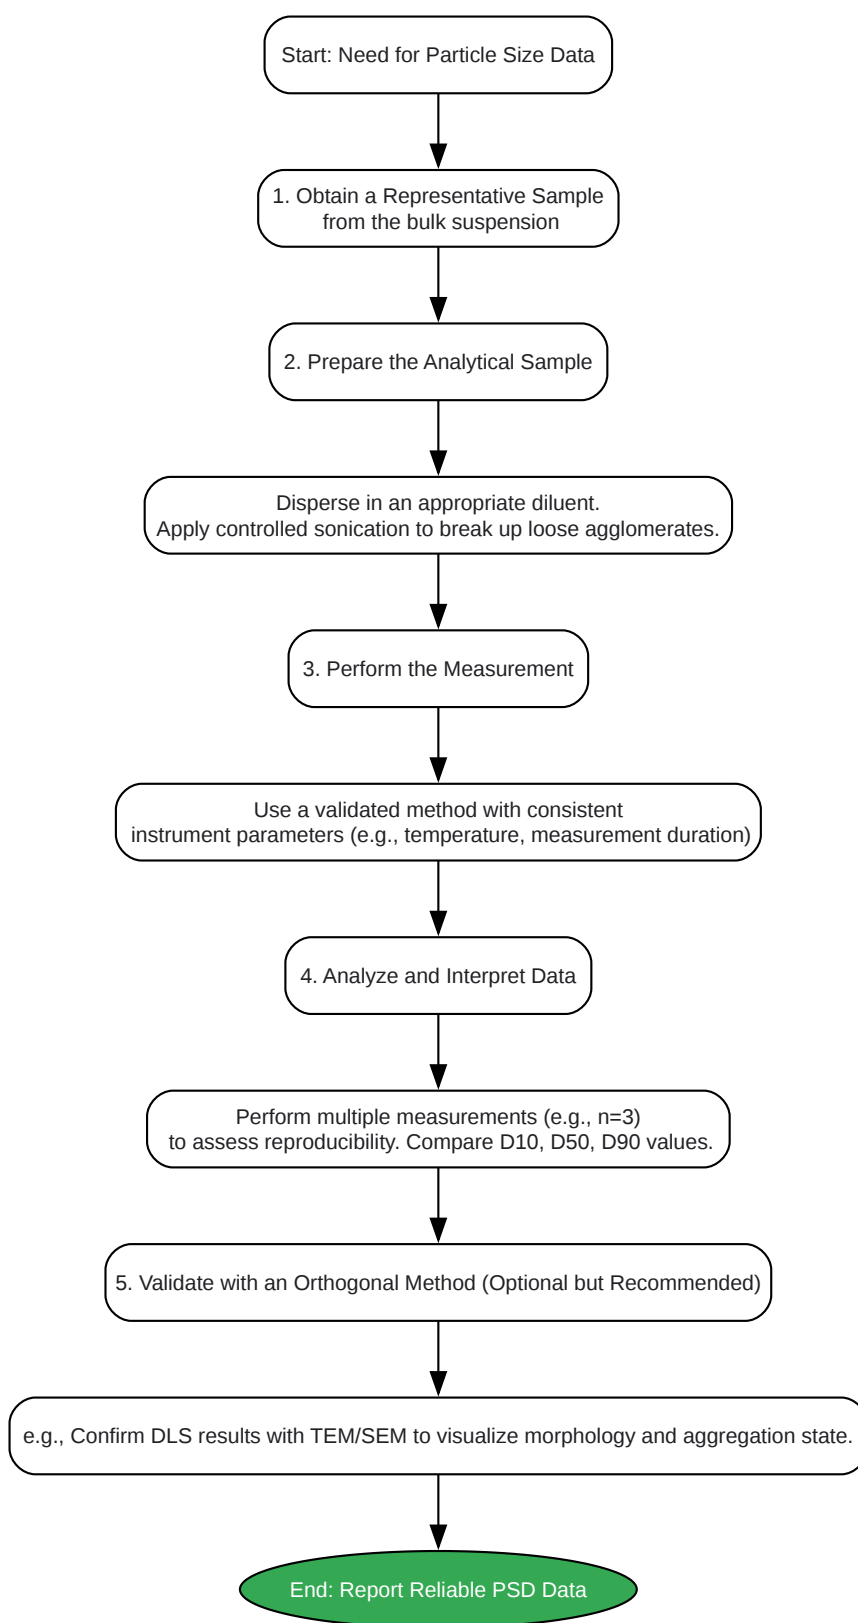 Start: Need for Particle Size Data
1. Obtain a Representative Sample
from the bulk suspension
2. Prepare the Analytical Sample
Disperse in an appropriate diluent.
Apply controlled sonication to break up loose agglomerates.
3. Perform the Measurement
Use a validated method with consistent
instrument parameters (e.g., temperature, measurement duration)
4. Analyze and Interpret Data
Perform multiple measurements (e.g., n=3)
to assess reproducibility. Compare D10, D50, D90 values.
5. Validate with an Orthogonal Method (Optional but Recommended)
e.g., Confirm DLS results with TEM/SEM to visualize morphology and aggregation state.
End: Report Reliable PSD Data